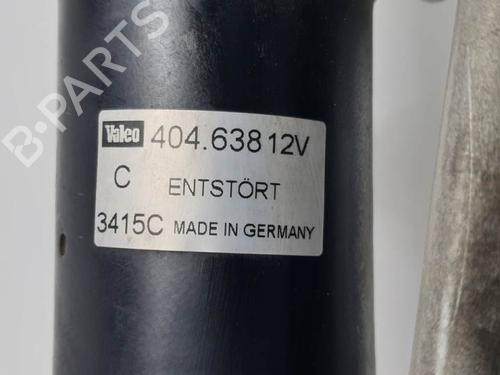 B-PARTS
Valeo 404.638 12V
C ENTSTÖRT
3415C MADE IN GERMANY